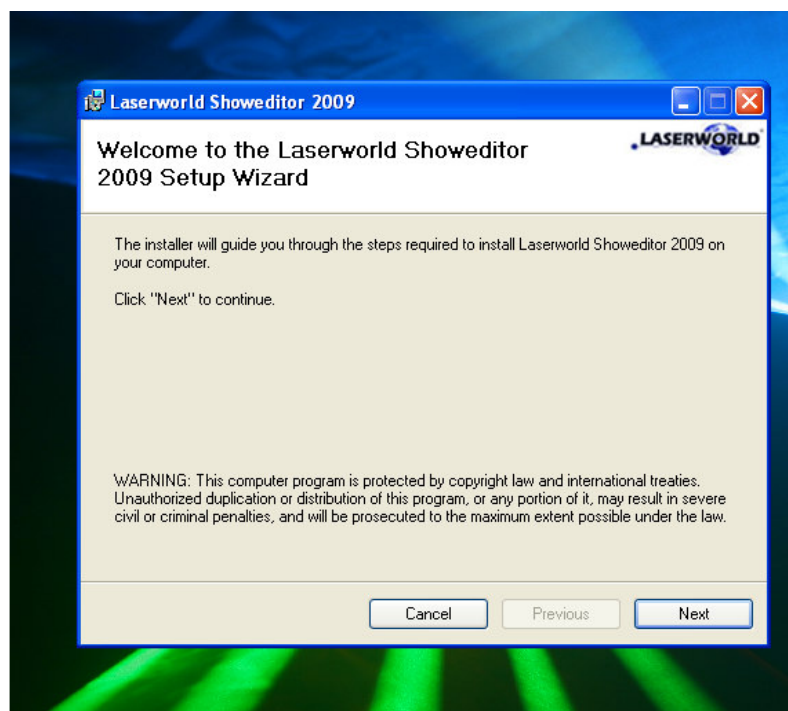 Laserworld Showeditor 2009
Welcome to the Laserworld Showeditor
2009 Setup Wizard
LASERWORLD
The installer will guide you through the steps required to install Laserworld Showeditor 2009 on
your computer.
Click "Next" to continue.
WARNING: This computer program is protected by copyright law and international treaties.
Unauthorized duplication or distribution of this program, or any portion of it, may result in severe
civil or criminal penalties, and will be prosecuted to the maximum extent possible under the law.
Cancel Previous Next